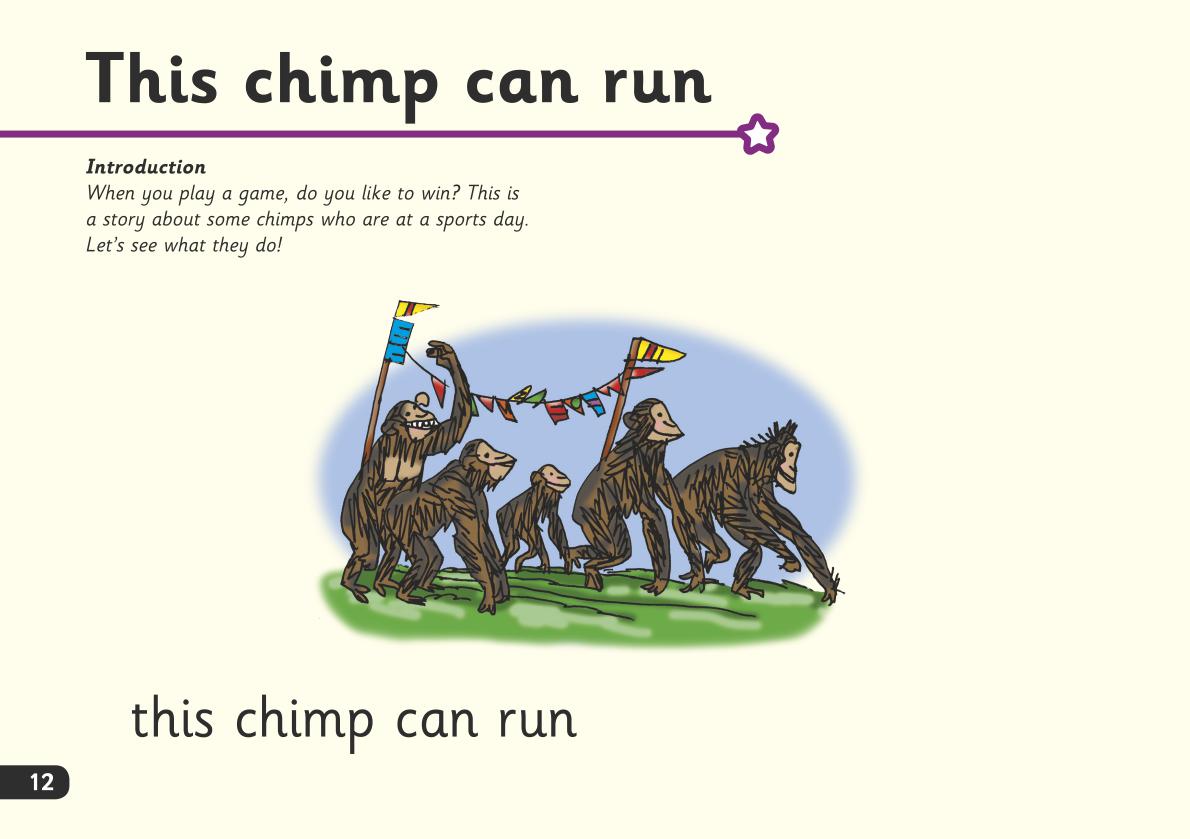 This chimp can run
Introduction
When you play a game, do you like to win? This is
a story about some chimps who are at a sports day.
Let's see what they do!
this chimp can run
12